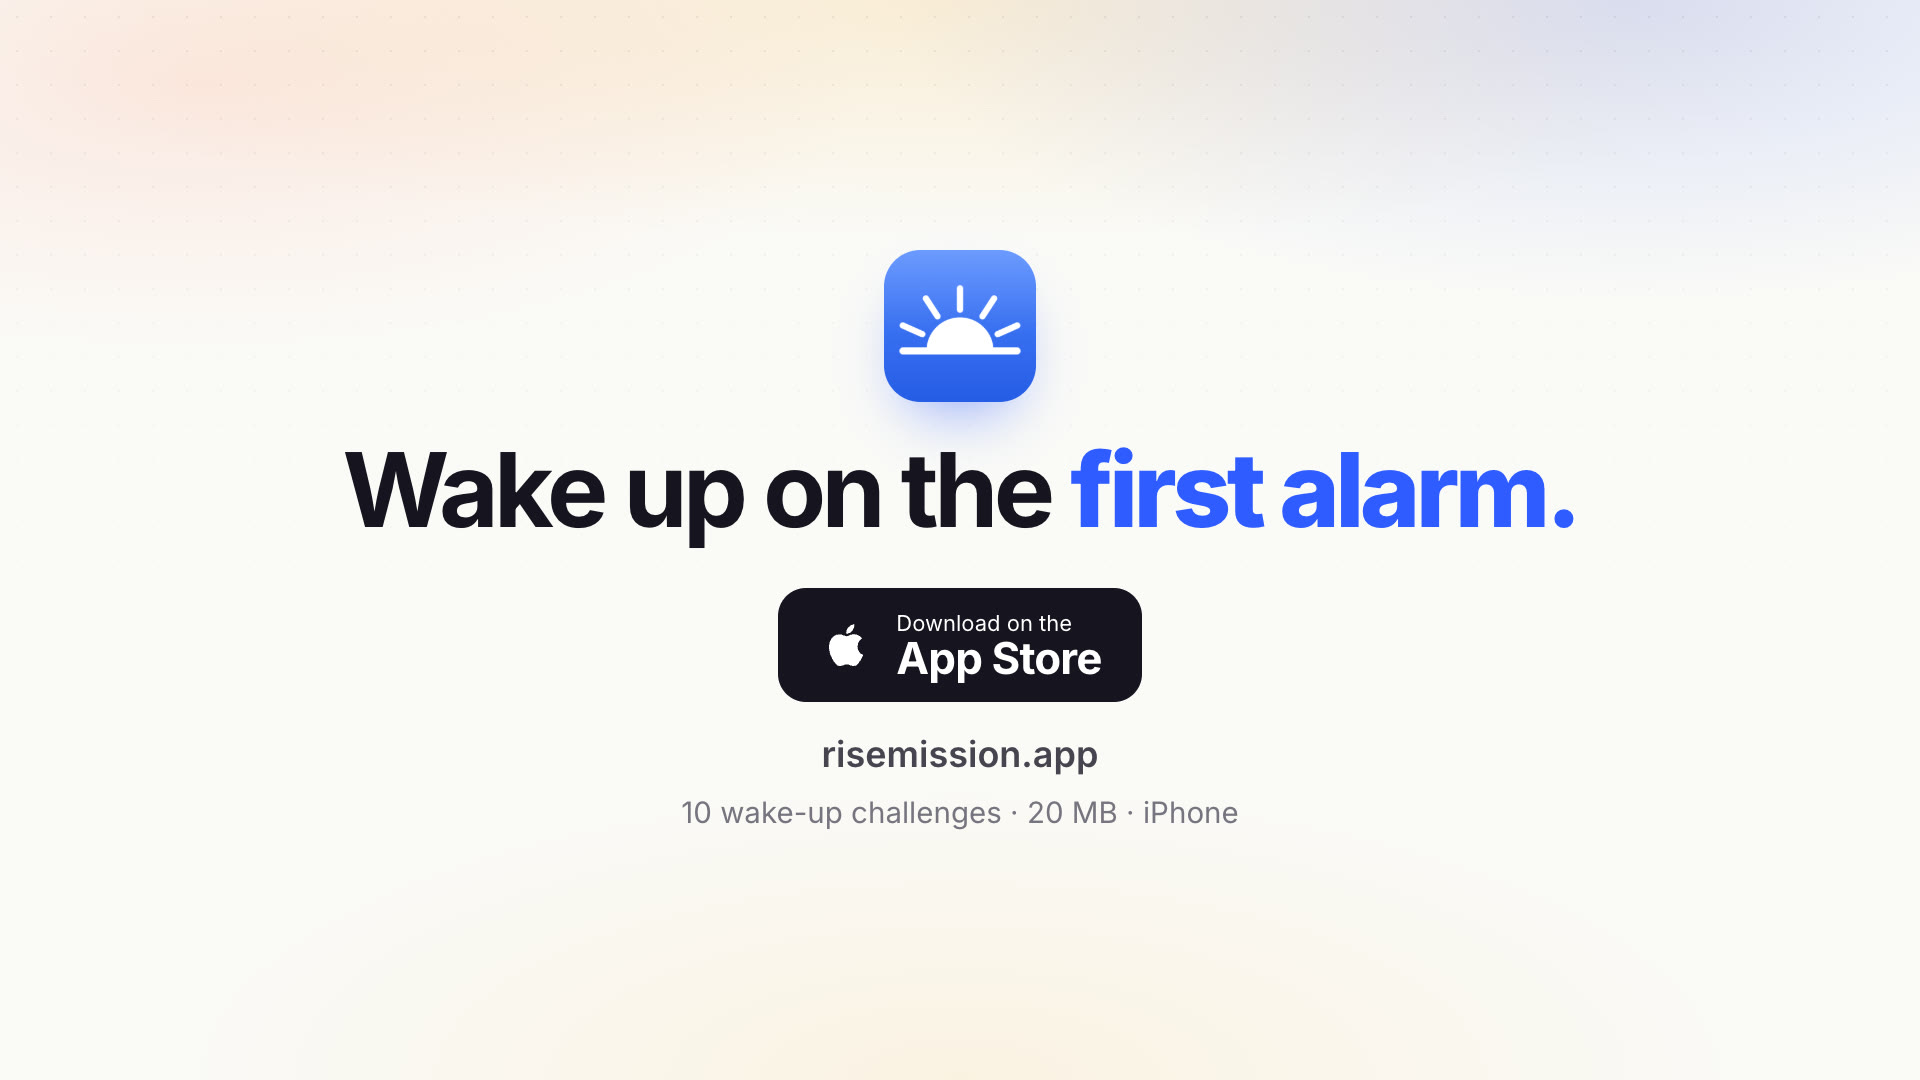 Wake up on the first alarm.
Download on the
App Store
risemission.app
10 wake-up challenges · 20 MB · iPhone